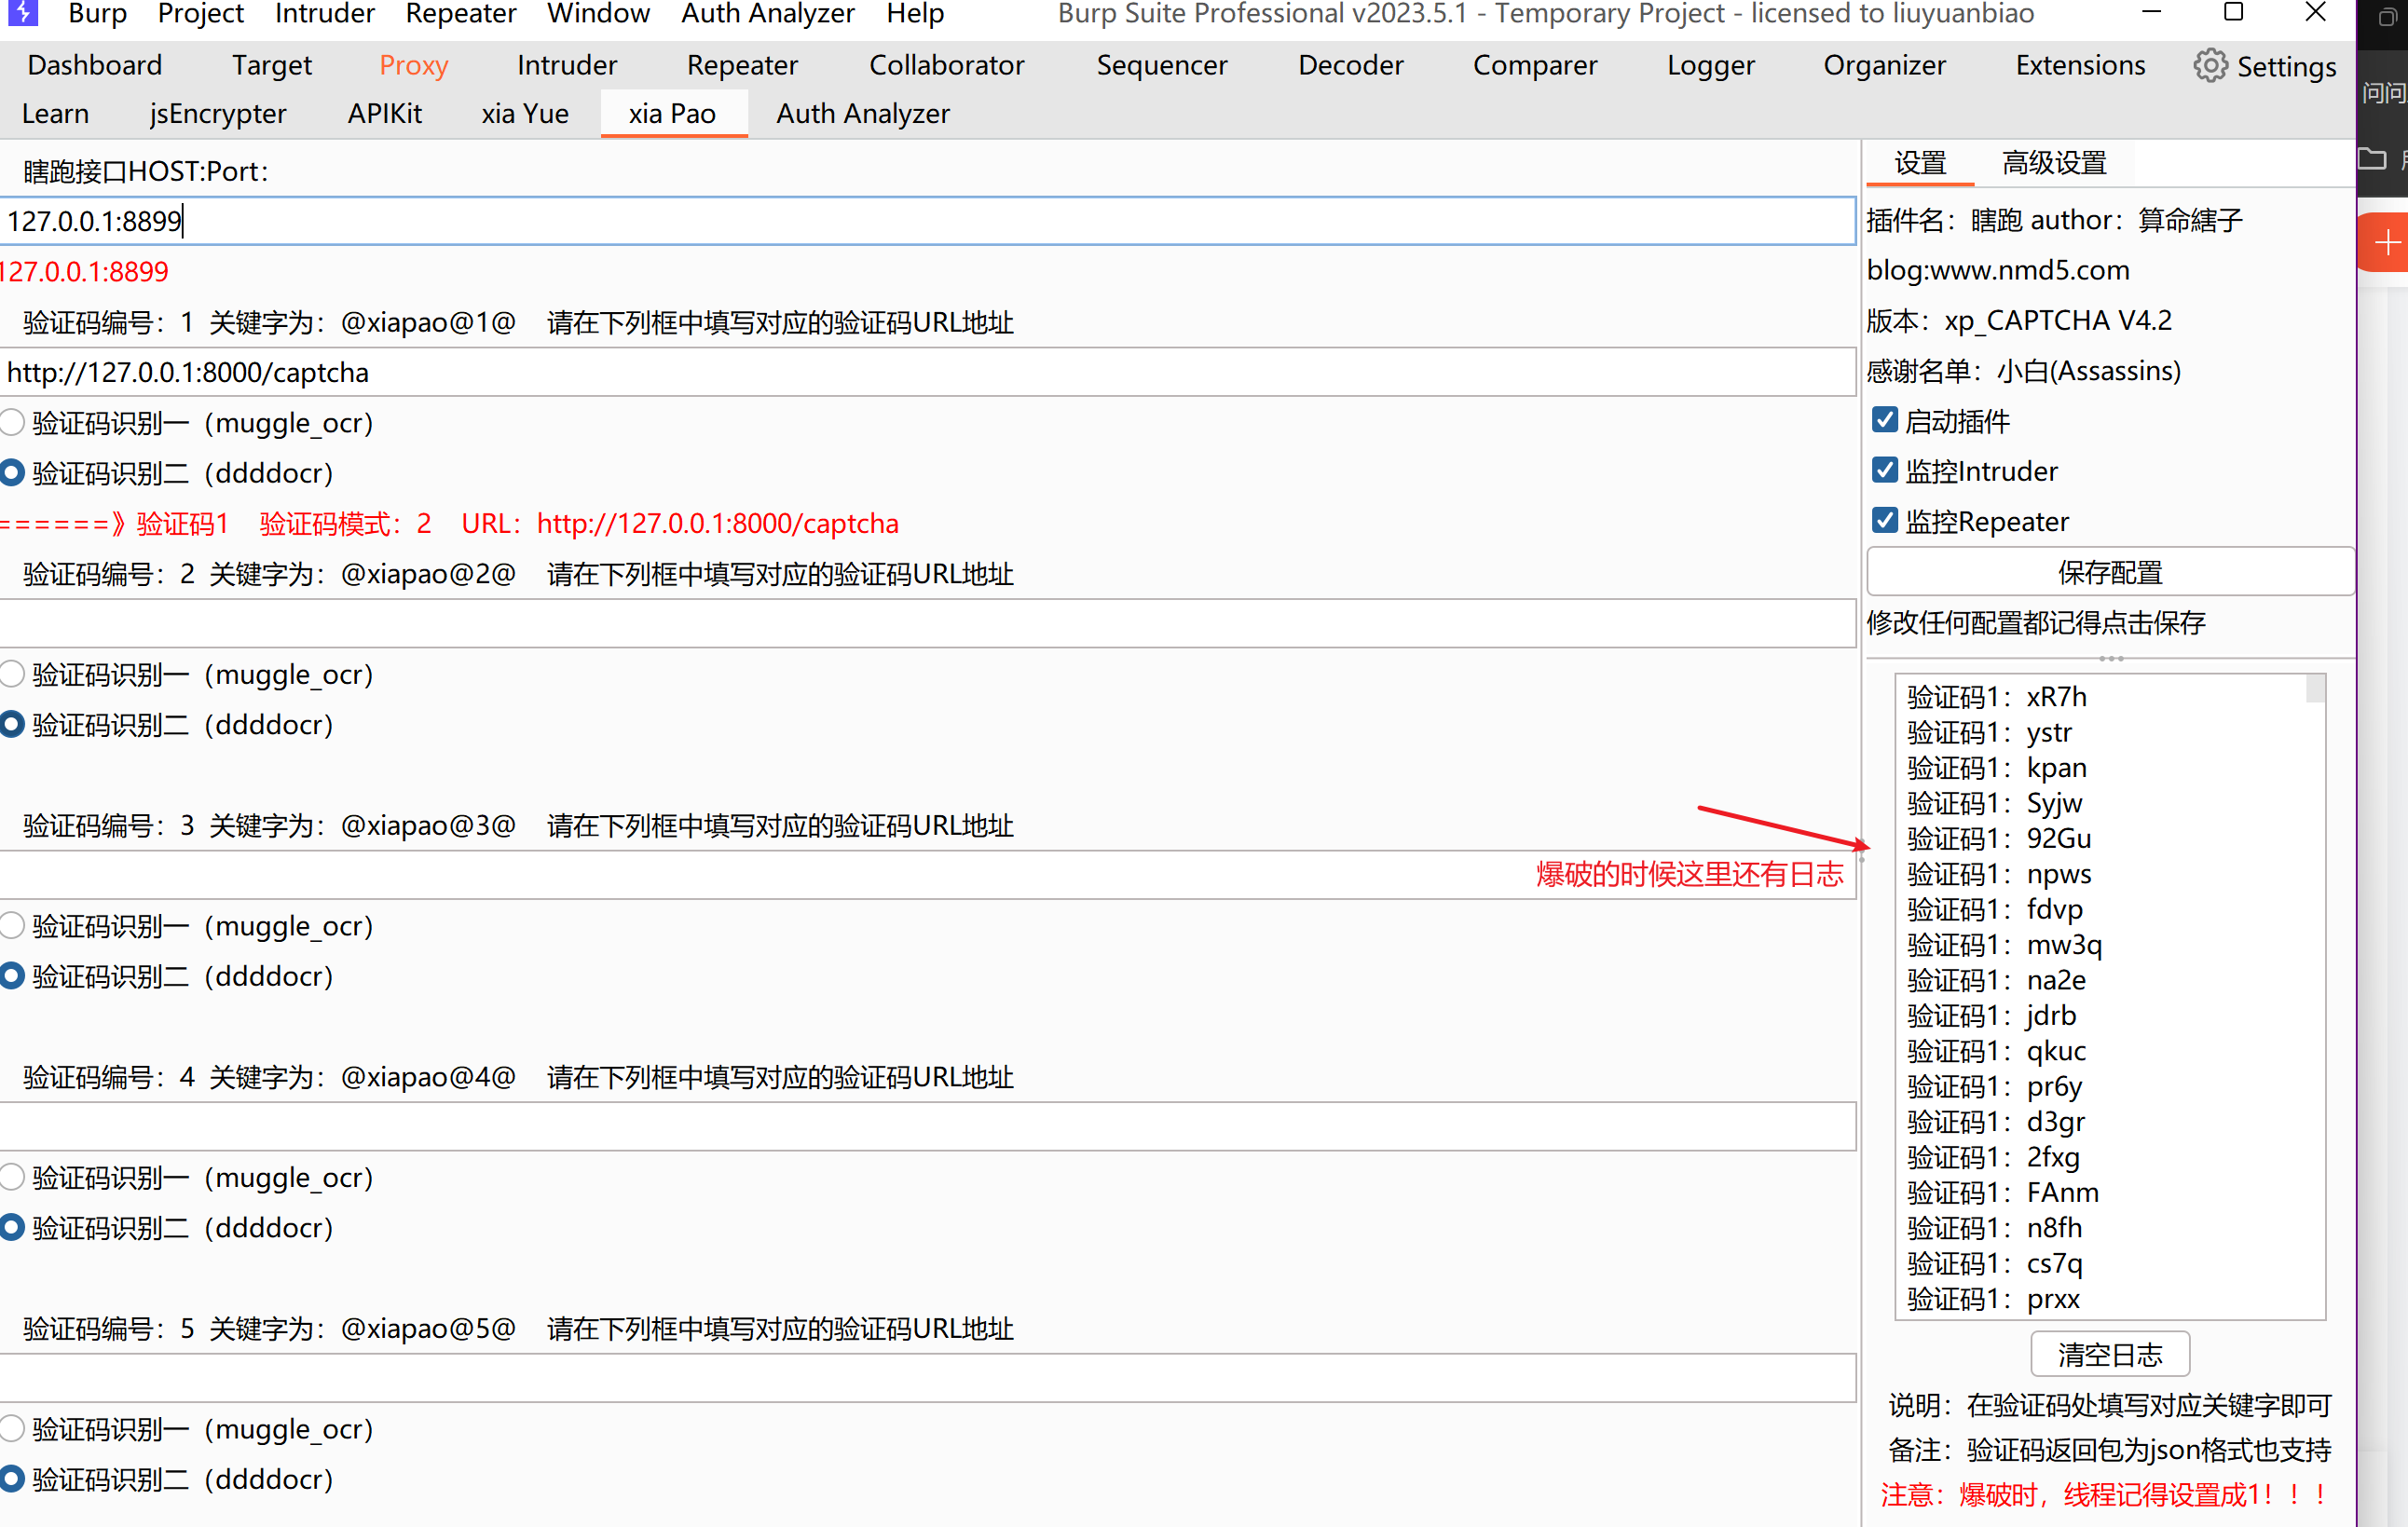 Burp Project Intruder Repeater Window Auth Analyzer Help Burp Suite Professional v2023.5.1 - Temporary Project - licensed to liuyuanbiao
Dashboard Target Proxy Intruder Repeater Collaborator Sequencer Decoder Comparer Logger Organizer Extensions Settings
Learn jsEncrypter APIKit xia Yue xia Pao Auth Analyzer
瞎跑接口HOST:Port：
127.0.0.1:8899
127.0.0.1:8899
验证码编号：1 关键字为：@xiapao@1@ 请在下列框中填写对应的验证码URL地址
http://127.0.0.1:8000/captcha
验证码识别一（muggle_ocr）
验证码识别二（ddddocr）
======》验证码1 验证码模式：2 URL：http://127.0.0.1:8000/captcha
验证码编号：2 关键字为：@xiapao@2@ 请在下列框中填写对应的验证码URL地址
验证码识别一（muggle_ocr）
验证码识别二（ddddocr）
验证码编号：3 关键字为：@xiapao@3@ 请在下列框中填写对应的验证码URL地址
爆破的时候这里还有日志
验证码识别一（muggle_ocr）
验证码识别二（ddddocr）
验证码编号：4 关键字为：@xiapao@4@ 请在下列框中填写对应的验证码URL地址
验证码识别一（muggle_ocr）
验证码识别二（ddddocr）
验证码编号：5 关键字为：@xiapao@5@ 请在下列框中填写对应的验证码URL地址
验证码识别一（muggle_ocr）
验证码识别二（ddddocr）
设置 高级设置
插件名：瞎跑 author：算命縖子
blog:www.nmd5.com
版本：xp_CAPTCHA V4.2
感谢名单：小白(Assassins)
启动插件
监控Intruder
监控Repeater
保存配置
修改任何配置都记得点击保存
验证码1：xR7h
验证码1：ystr
验证码1：kpan
验证码1：Syjw
验证码1：92Gu
验证码1：npws
验证码1：fdvp
验证码1：mw3q
验证码1：na2e
验证码1：jdrb
验证码1：qkuc
验证码1：pr6y
验证码1：d3gr
验证码1：2fxg
验证码1：FAnm
验证码1：n8fh
验证码1：cs7q
验证码1：prxx
清空日志
说明：在验证码处填写对应关键字即可
备注：验证码返回包为json格式也支持
注意：爆破时，线程记得设置成1！！！
问问